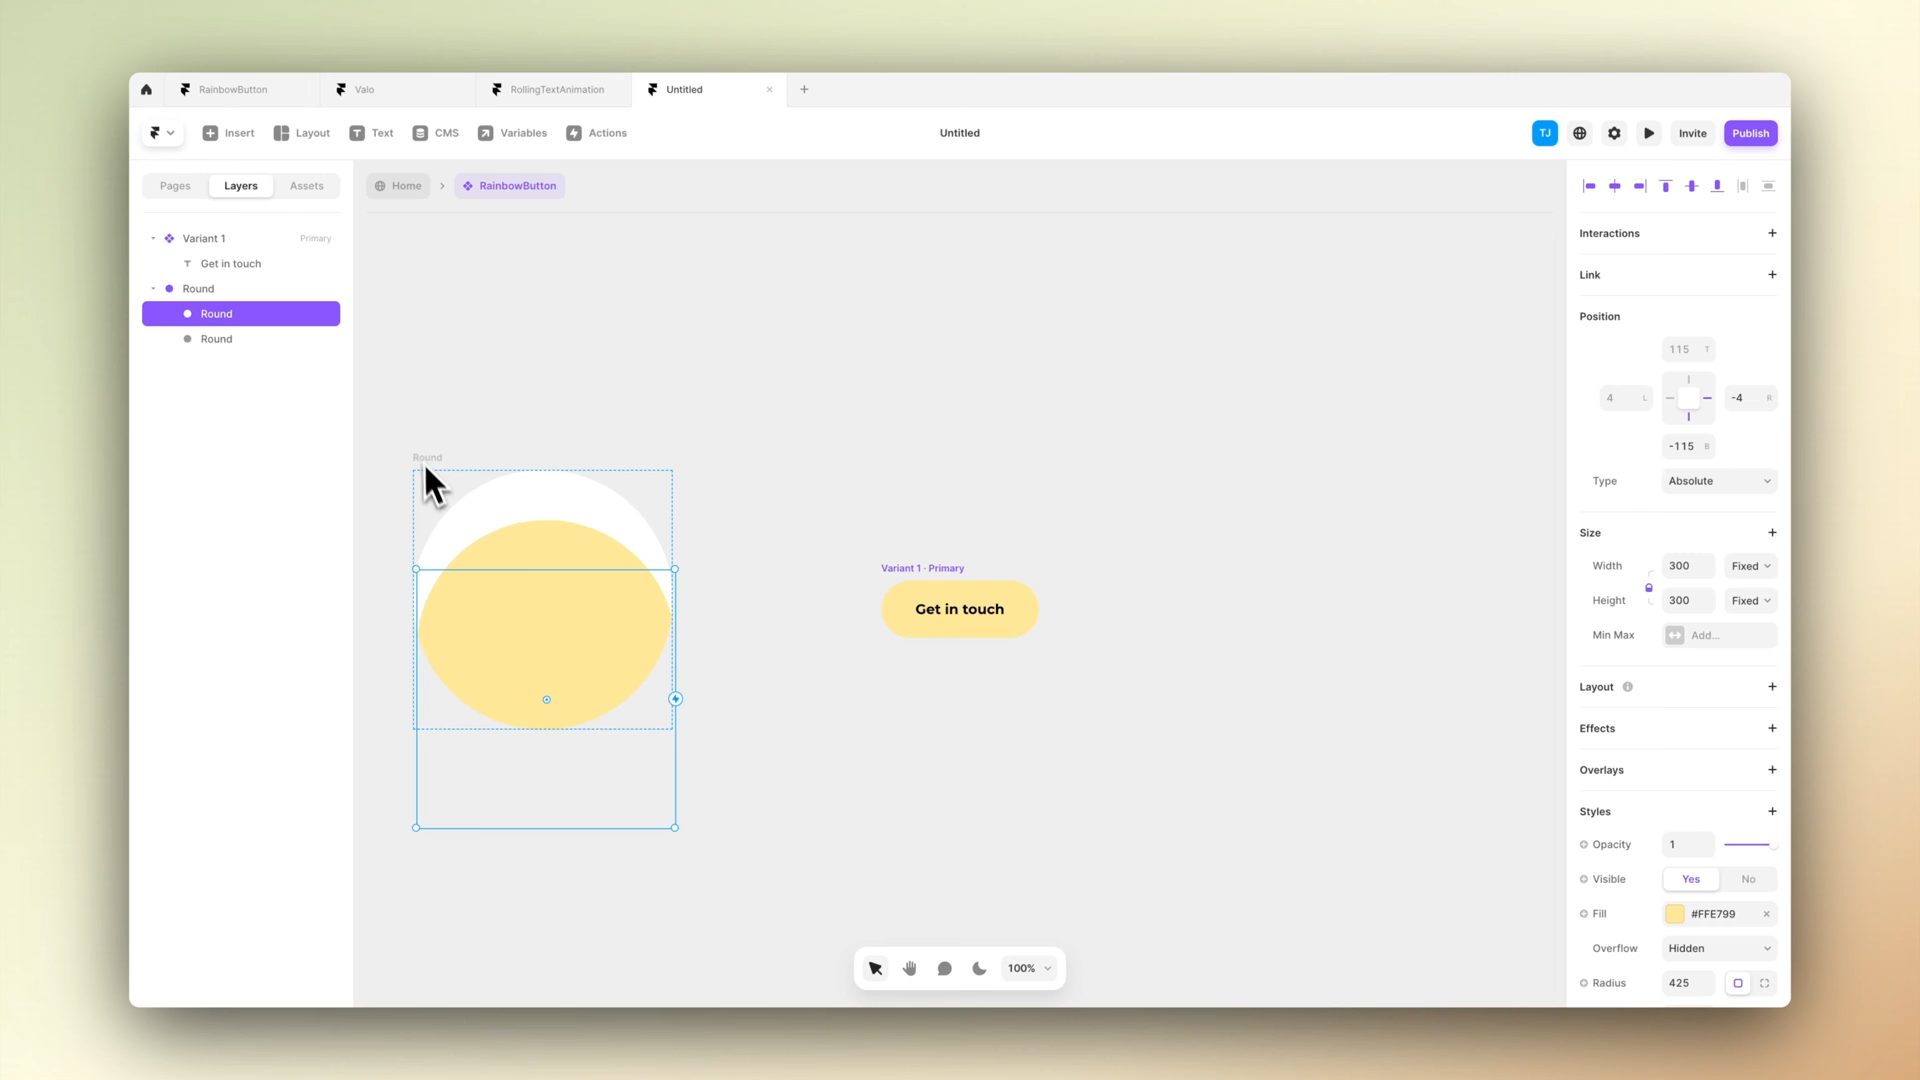 RainbowButton
Valo
RollingTextAnimation
Untitled
Insert
Layout
Text
CMS
Variables
Actions
Untitled
TJ
Invite
Publish
Pages
Layers
Assets
Home
RainbowButton
Variant 1
Primary
Get in touch
Round
Round
Round
Round
Variant 1 · Primary
Get in touch
100%
Interactions
Link
Position
115 T
4 L
-4 R
-115 B
Type
Absolute
Size
Width
300
Fixed
Height
300
Fixed
Min Max
Add...
Layout
Effects
Overlays
Styles
Opacity
1
Visible
Yes
No
Fill
#FFE799
Overflow
Hidden
Radius
425